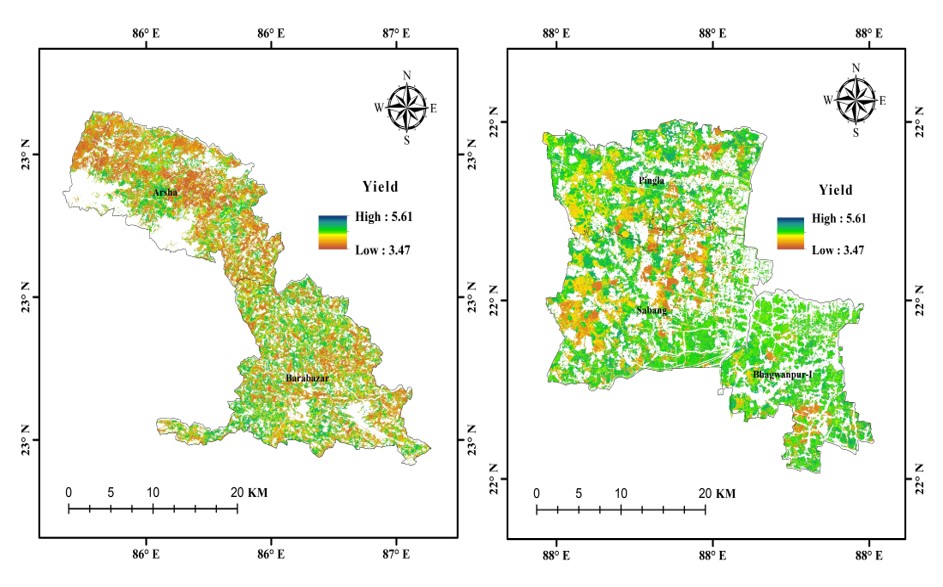 86° E 86° E 87° E
23° N
23° N
23° N
N
W E
S
Arsha
Yield
High : 5.61
Low : 3.47
Barabazar
0 5 10 20 KM
86° E 86° E 87° E
23° N
23° N
23° N
88° E 88° E 88° E
22° N
22° N
22° N
N
W E
S
Pingla
Yield
High : 5.61
Low : 3.47
Sabang
Bhagwanpur-I
0 5 10 20 KM
88° E 88° E 88° E
22° N
22° N
22° N